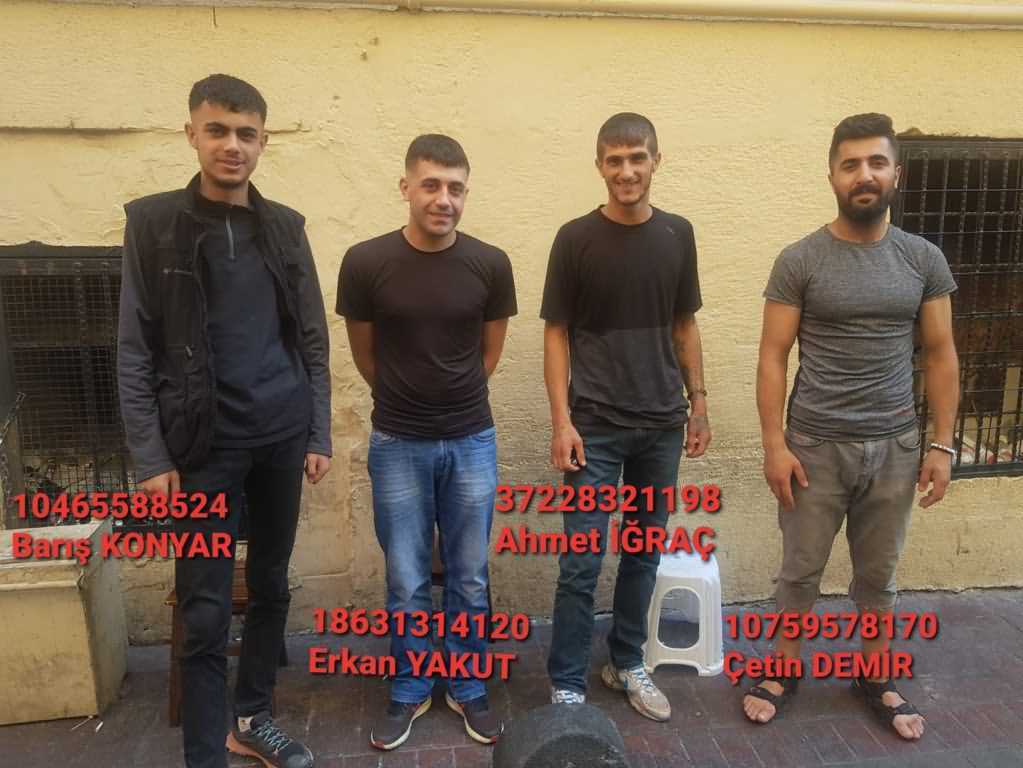 10465588524
Barış KONYAR
18631314120
Erkan YAKUT
37228321198
Ahmet İĞRAÇ
10759578170
Çetin DEMİR